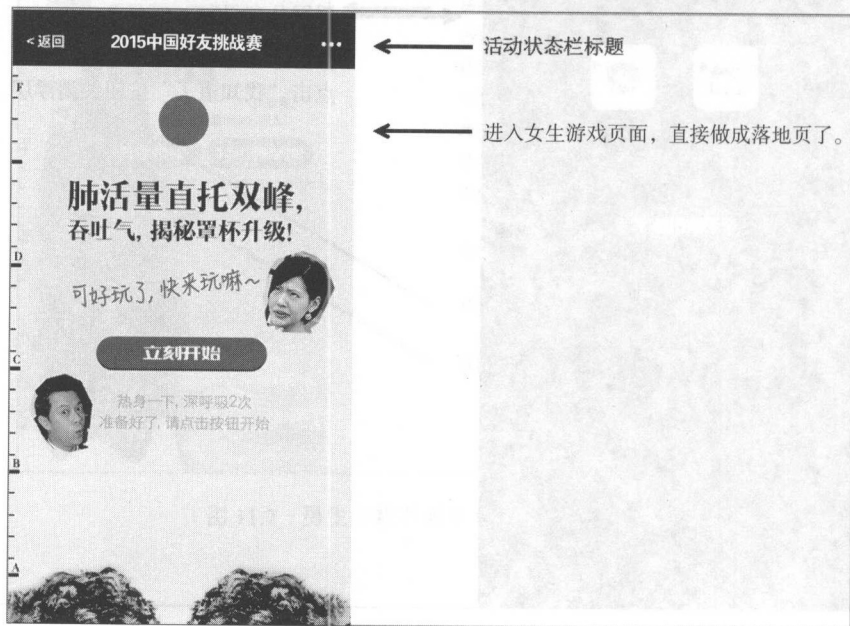 <返回 2015中国好友挑战赛
活动状态栏标题
F
进入女生游戏页面，直接做成落地页了。
肺活量直托双峰，
吞吐气，揭秘罩杯升级！
D
可好玩了，快来玩嘛~
立刻开始
C
热身一下，深呼吸2次
准备好了，请点击按钮开始
B
A